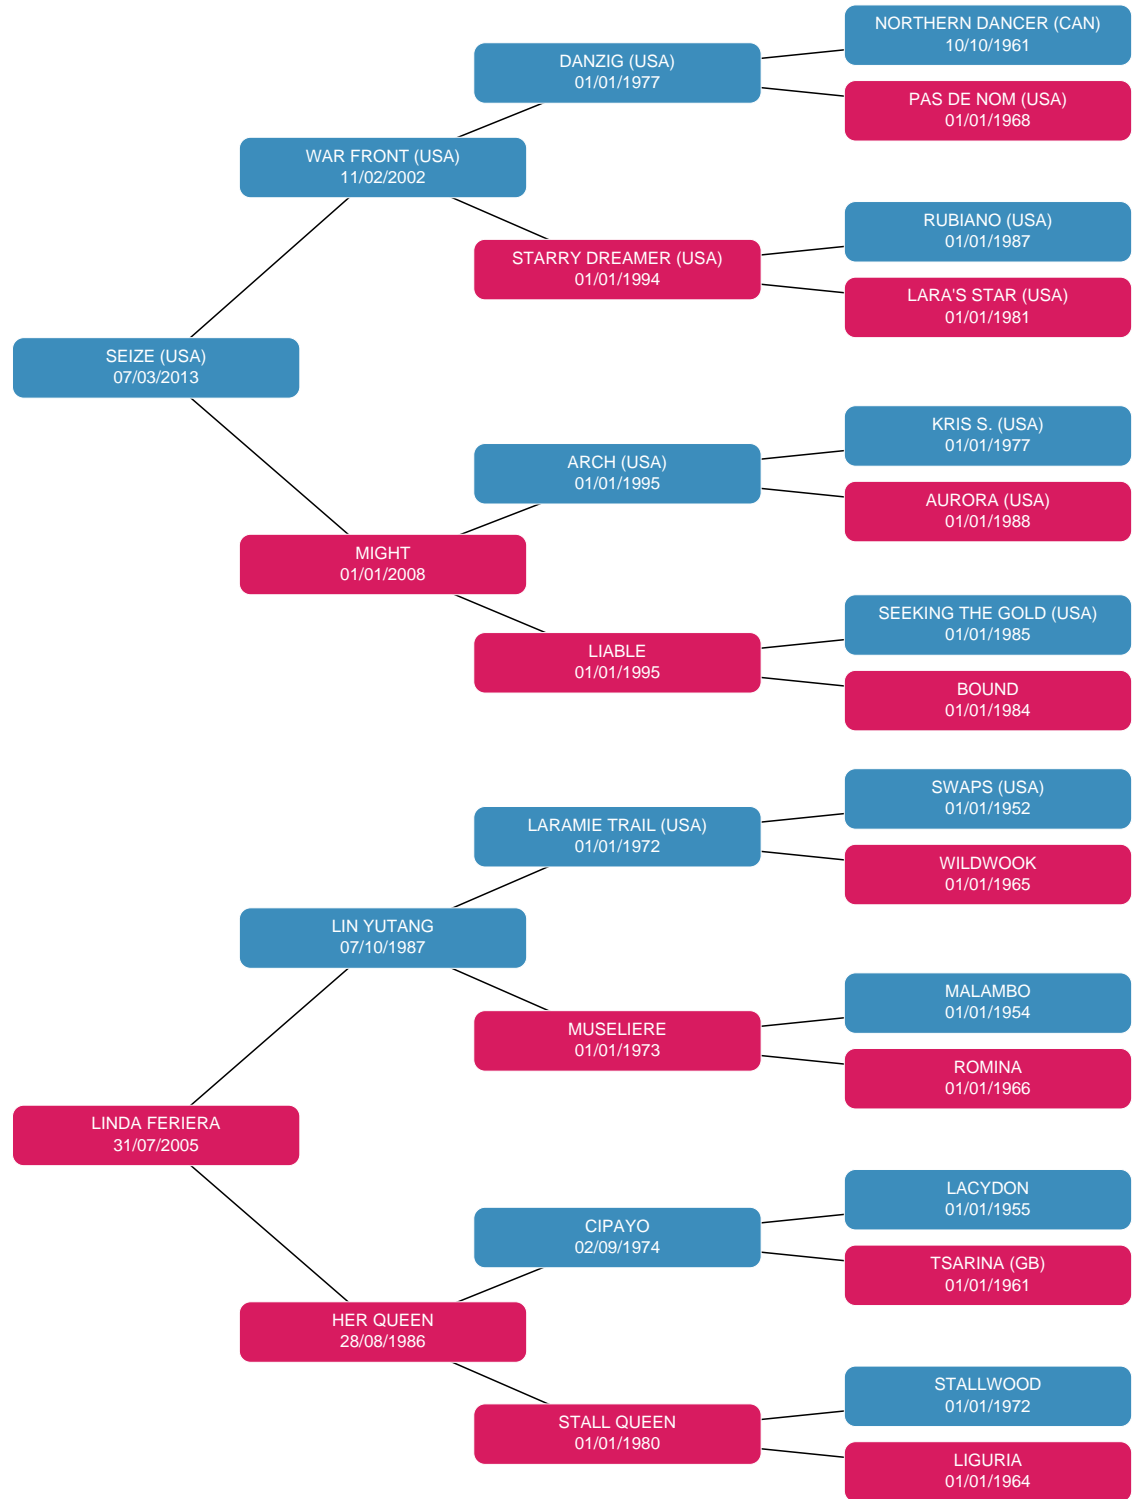 NORTHERN DANCER (CAN)
10/10/1961
DANZIG (USA)
01/01/1977
PAS DE NOM (USA)
01/01/1968
WAR FRONT (USA)
11/02/2002
RUBIANO (USA)
01/01/1987
STARRY DREAMER (USA)
01/01/1994
LARA'S STAR (USA)
01/01/1981
SEIZE (USA)
07/03/2013
KRIS S. (USA)
01/01/1977
ARCH (USA)
01/01/1995
AURORA (USA)
01/01/1988
MIGHT
01/01/2008
SEEKING THE GOLD (USA)
01/01/1985
LIABLE
01/01/1995
BOUND
01/01/1984
SWAPS (USA)
01/01/1952
LARAMIE TRAIL (USA)
01/01/1972
WILDWOOK
01/01/1965
LIN YUTANG
07/10/1987
MALAMBO
01/01/1954
MUSELIERE
01/01/1973
ROMINA
01/01/1966
LINDA FERIERA
31/07/2005
LACYDON
01/01/1955
CIPAYO
02/09/1974
TSARINA (GB)
01/01/1961
HER QUEEN
28/08/1986
STALLWOOD
01/01/1972
STALL QUEEN
01/01/1980
LIGURIA
01/01/1964